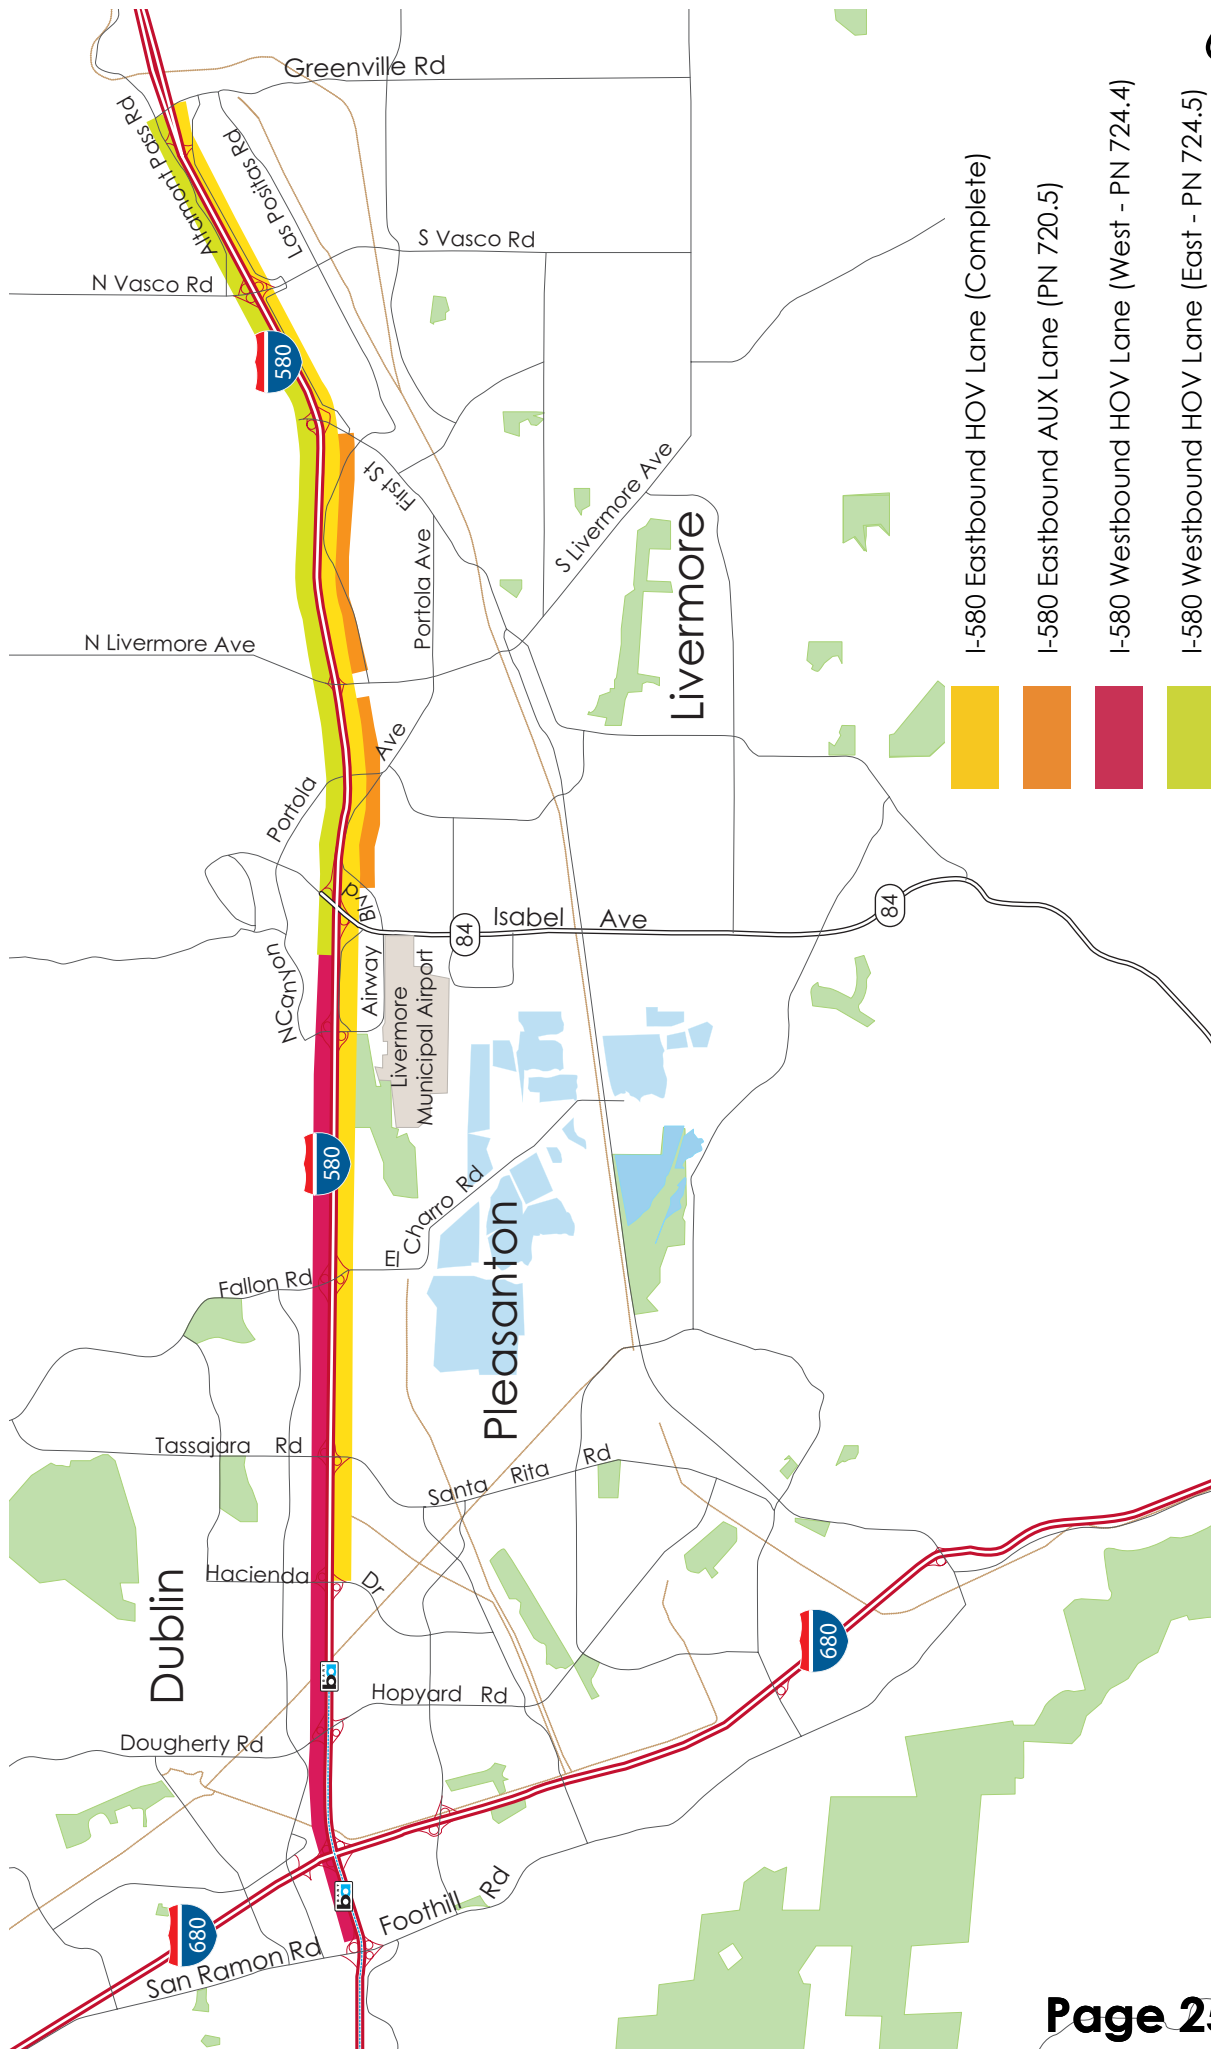 Greenville Rd
Altamont Pass Rd
Las Positas Rd
S Vasco Rd
N Vasco Rd
580
First St
Portola Ave
S Livermore Ave
Livermore
N Livermore Ave
Portola
Ave
N Canyon
Airway
Blvd
Isabel Ave
84
84
Livermore
Municipal Airport
580
El Charro Rd
Fallon Rd
Pleasanton
Tassajara Rd
Santa Rita Rd
Hacienda
Dr
Dublin
Hopyard Rd
Dougherty Rd
680
680
San Ramon Rd
Foothill Rd
I-580 Eastbound HOV Lane (Complete)
I-580 Eastbound AUX Lane (PN 720.5)
I-580 Westbound HOV Lane (West - PN 724.4)
I-580 Westbound HOV Lane (East - PN 724.5)
Page